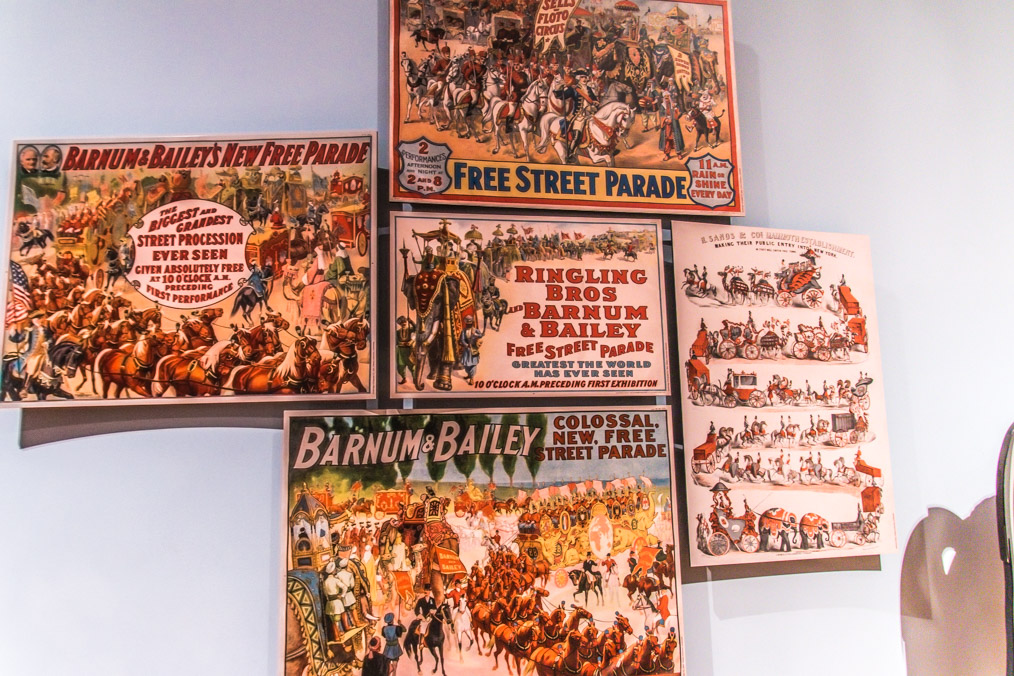 SELLS
FLOTO
CIRCUS
2
PERFORMANCES
AFTERNOON
NIGHT AT
2 AND 8
P.M.
FREE STREET PARADE
11 A.M.
RAIN OR
SHINE
EVERY DAY
BARNUM & BAILEY'S NEW FREE PARADE
THE
BIGGEST AND
GRANDEST
STREET PROCESSION
EVER SEEN
GIVEN ABSOLUTELY FREE
AT 10 O'CLOCK A.M.
PRECEDING
FIRST PERFORMANCE
RINGLING
BROS
AND BARNUM
& BAILEY
FREE STREET PARADE
GREATEST THE WORLD
HAS EVER SEEN
10 O'CLOCK A.M. PRECEDING FIRST EXHIBITION
SANDS & CO'S MAMMOTH ESTABLISHMENT,
MAKING THEIR PUBLIC ENTRY INTO NEW YORK
BARNUM & BAILEY
COLOSSAL,
NEW, FREE
STREET PARADE
BARNUM
BAILEY